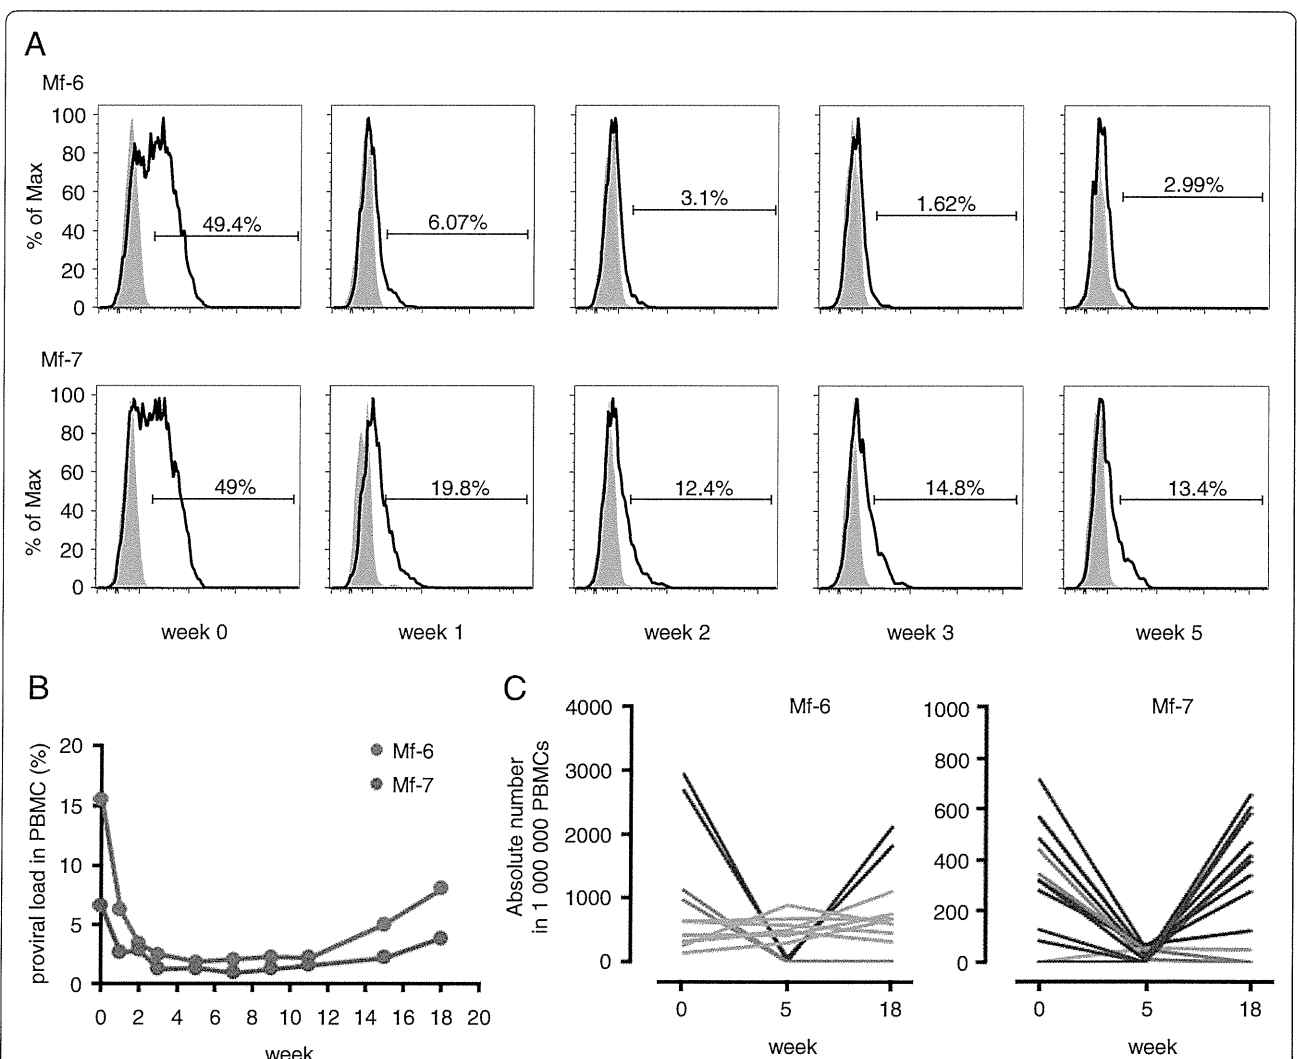 A
Mf-6
% of Max
100
80
60
40
20
0
49.4%
6.07%
3.1%
1.62%
2.99%
Mf-7
% of Max
100
80
60
40
20
0
49%
19.8%
12.4%
14.8%
13.4%
week 0
week 1
week 2
week 3
week 5
B
proviral load in PBMC (%)
20
15
10
5
0
Mf-6
Mf-7
0 2 4 6 8 10 12 14 16 18 20
week
C
Absolute number
in 1 000 000 PBMCs
Mf-6
4000
3000
2000
1000
0
0 5 18
week
Mf-7
1000
800
600
400
200
0
0 5 18
week